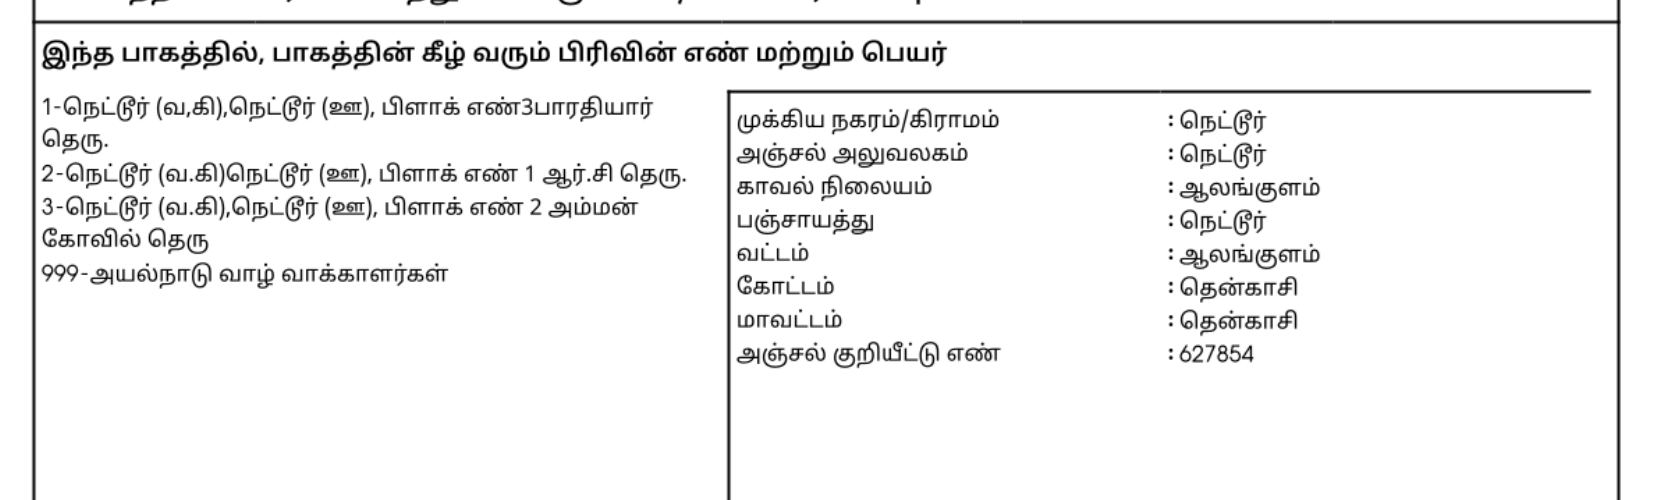 இந்த பாகத்தில், பாகத்தின் கீழ் வரும் பிரிவின் எண் மற்றும் பெயர்
1-நெட்டூர் (வ,கி),நெட்டூர் (ஊ), பிளாக் எண்3பாரதியார்
தெரு.
2-நெட்டூர் (வ.கி)நெட்டூர் (ஊ), பிளாக் எண் 1 ஆர்.சி தெரு.
3-நெட்டூர் (வ.கி),நெட்டூர் (ஊ), பிளாக் எண் 2 அம்மன்
கோவில் தெரு
999-அயல்நாடு வாழ் வாக்காளர்கள்
முக்கிய நகரம்/கிராமம் : நெட்டூர்
அஞ்சல் அலுவலகம் : நெட்டூர்
காவல் நிலையம் : ஆலங்குளம்
பஞ்சாயத்து : நெட்டூர்
வட்டம் : ஆலங்குளம்
கோட்டம் : தென்காசி
மாவட்டம் : தென்காசி
அஞ்சல் குறியீட்டு எண் : 627854